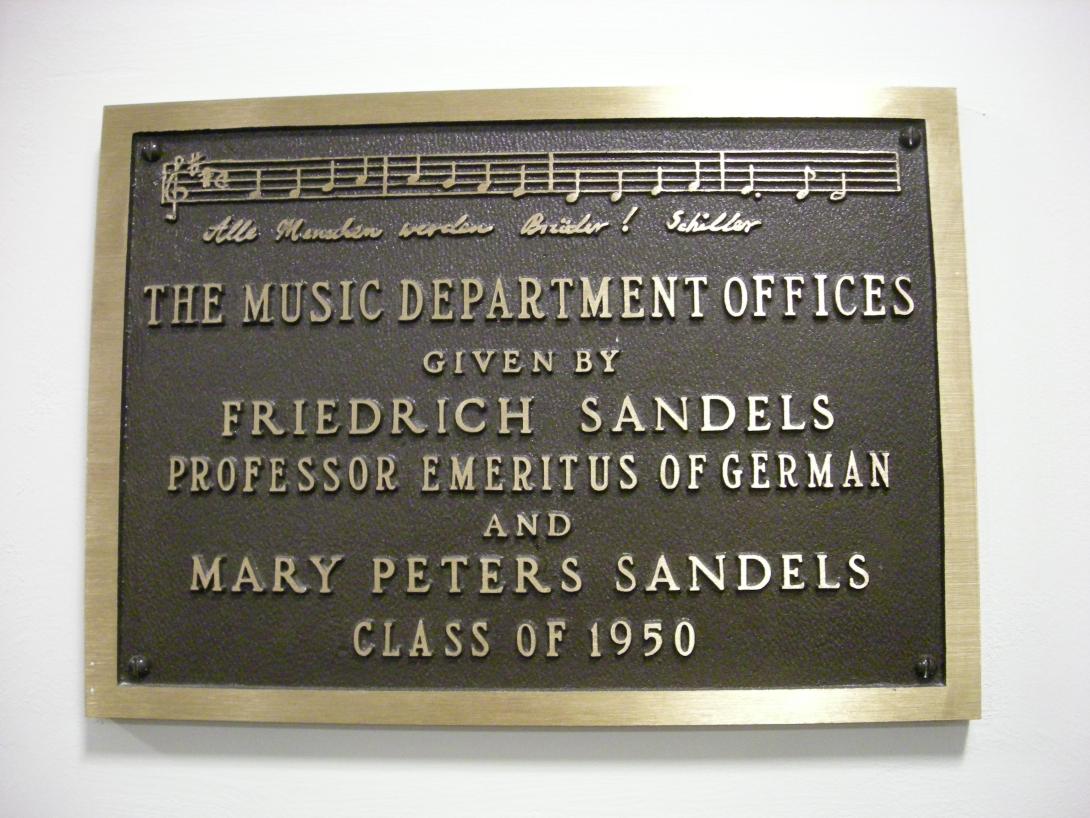 Alle Menschen werden Brüder! Schiller
THE MUSIC DEPARTMENT OFFICES
GIVEN BY
FRIEDRICH SANDELS
PROFESSOR EMERITUS OF GERMAN
AND
MARY PETERS SANDELS
CLASS OF 1950